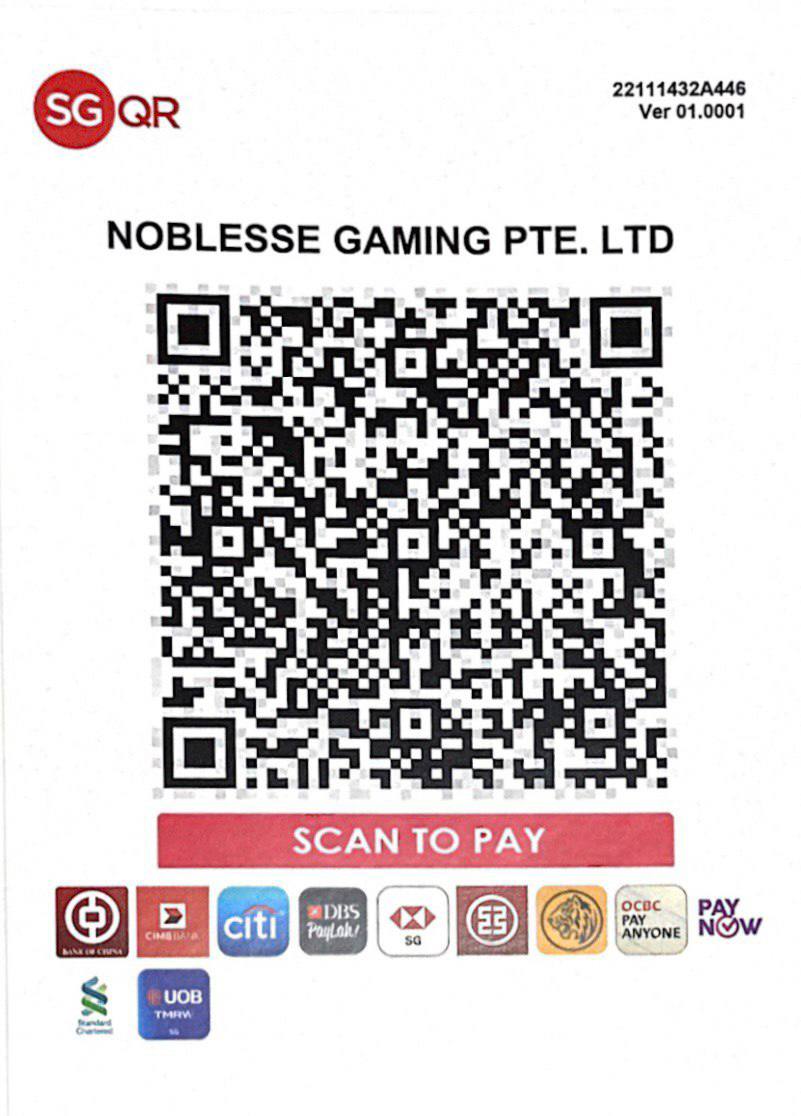 SG QR
22111432A446
Ver 01.0001
NOBLESSE GAMING PTE. LTD
SCAN TO PAY
BANK OF CHINA
CIMB BANK
citi
DBS
PayLah!
SG
OCBC
PAY
ANYONE
PAY
NOW
Standard
Chartered
UOB
TMRW
SG